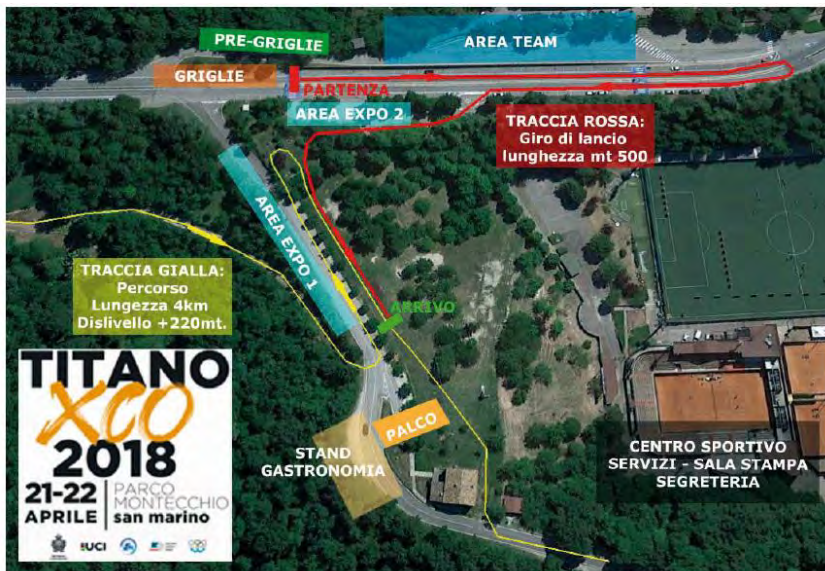 PRE-GRIGLIE
AREA TEAM
GRIGLIE
PARTENZA
AREA EXPO 2
TRACCIA ROSSA:
Giro di lancio
lunghezza mt 500
AREA EXPO 1
TRACCIA GIALLA:
Percorso
Lungezza 4km
Dislivello +220mt.
ARRIVO
TITANO
XCO
2018
21-22
APRILE
PARCO
MONTECCHIO
san marino
UCI
PALCO
STAND
GASTRONOMIA
CENTRO SPORTIVO
SERVIZI - SALA STAMPA
SEGRETERIA